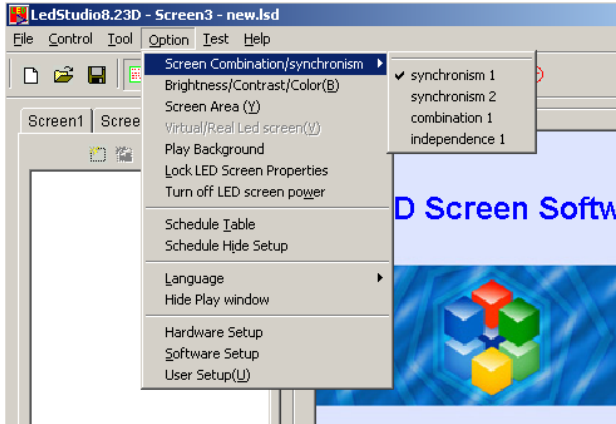 LedStudio8.23D - Screen3 - new.lsd
File Control Tool Option Test Help
Screen Combination/synchronism
synchronism 1
Brightness/Contrast/Color(B)
synchronism 2
Screen Area (Y)
combination 1
Virtual/Real Led screen(V)
independence 1
Play Background
Lock LED Screen Properties
Turn off LED screen power
Schedule Table
Schedule Hide Setup
Language
Hide Play window
Hardware Setup
Software Setup
User Setup(U)
Screen1 Scree
D Screen Softw